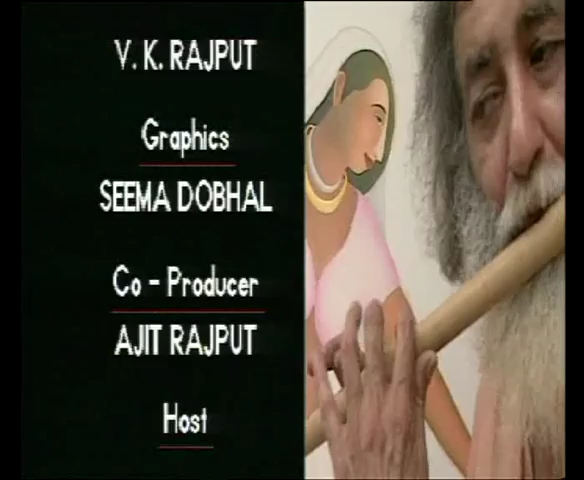 V. K. RAJPUT
Graphics
SEEMA DOBHAL
Co - Producer
AJIT RAJPUT
Host